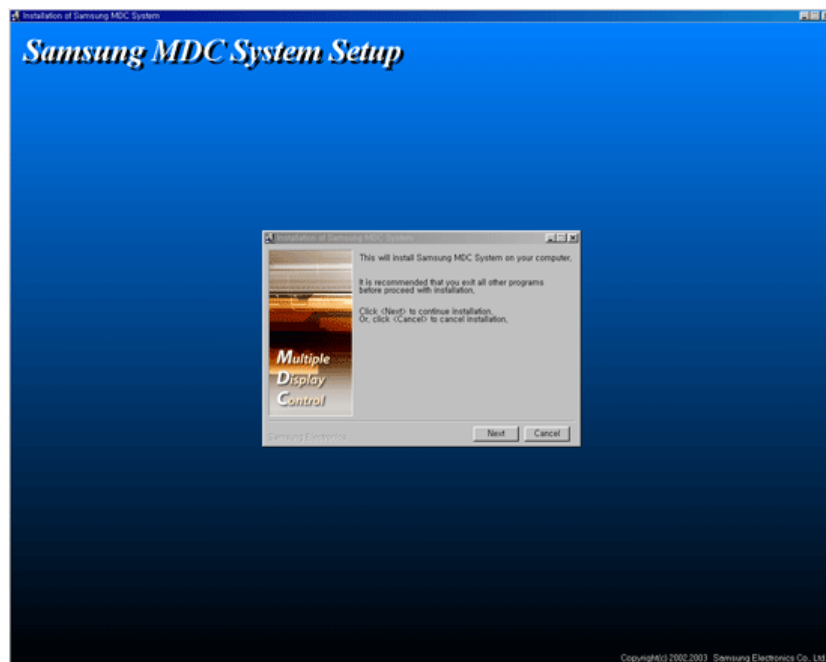 Installation of Samsung MDC System
Samsung MDC System Setup
Installation of Samsung MDC System
This will install Samsung MDC System on your computer,
It is recommended that you exit all other programs
before proceed with installation,
Click <Next> to continue installation,
Or, click <Cancel> to cancel installation,
Multiple
Display
Control
Samsung Electronics
Next
Cancel
Copyright(c) 2002,2003 Samsung Electronics Co., Ltd